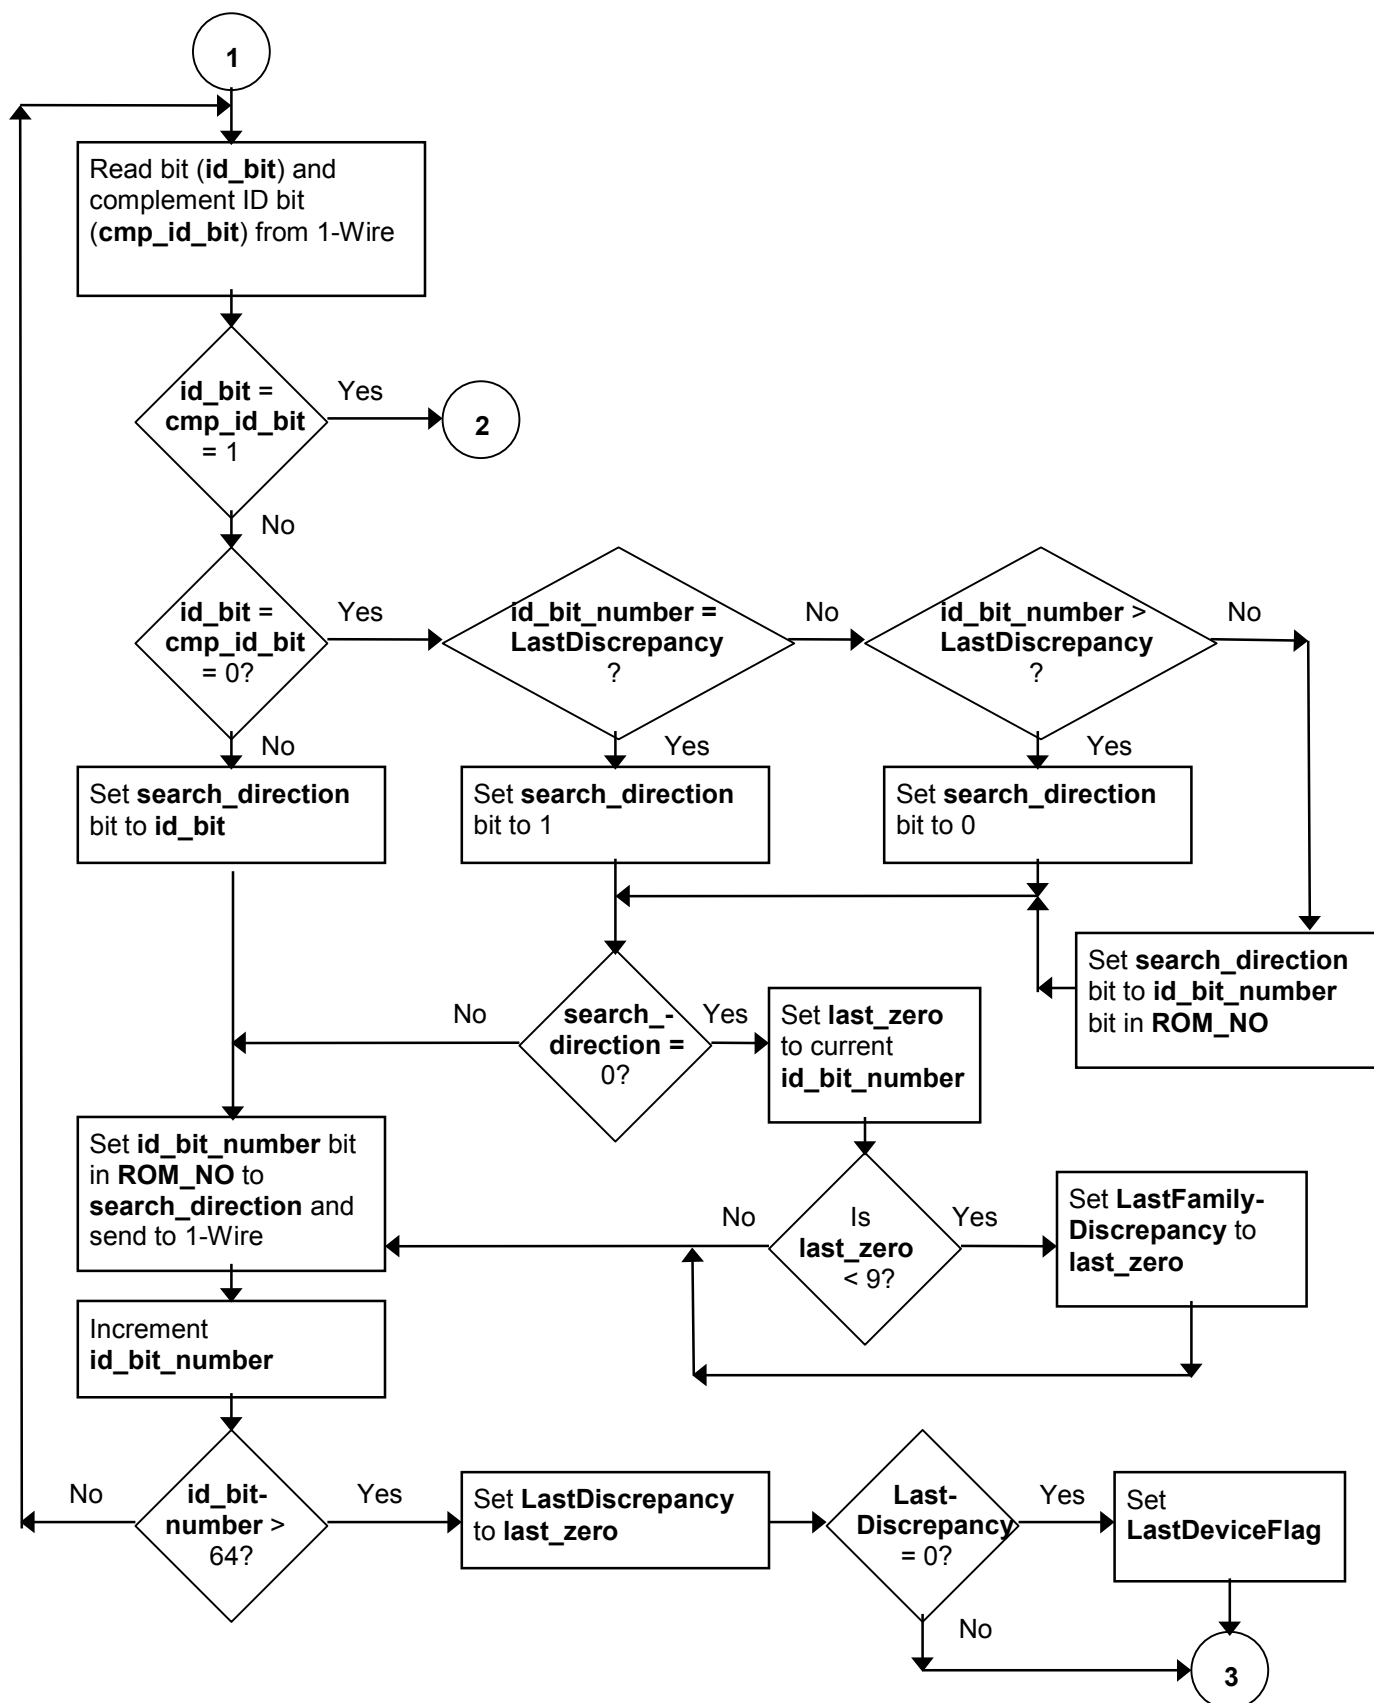 1
Read bit (id_bit) and
complement ID bit
(cmp_id_bit) from 1-Wire
id_bit =
cmp_id_bit
= 1
Yes
2
No
id_bit =
cmp_id_bit
= 0?
Yes
id_bit_number =
LastDiscrepancy
?
No
id_bit_number >
LastDiscrepancy
?
No
No
Yes
Yes
Set search_direction
bit to id_bit
Set search_direction
bit to 1
Set search_direction
bit to 0
Set search_direction
bit to id_bit_number
bit in ROM_NO
No
search_-
direction =
0?
Yes
Set last_zero
to current
id_bit_number
Set id_bit_number bit
in ROM_NO to
search_direction and
send to 1-Wire
No
Is
last_zero
< 9?
Yes
Set LastFamily-
Discrepancy to
last_zero
Increment
id_bit_number
No
id_bit-
number >
64?
Yes
Set LastDiscrepancy
to last_zero
Last-
Discrepancy
= 0?
Yes
Set
LastDeviceFlag
No
3